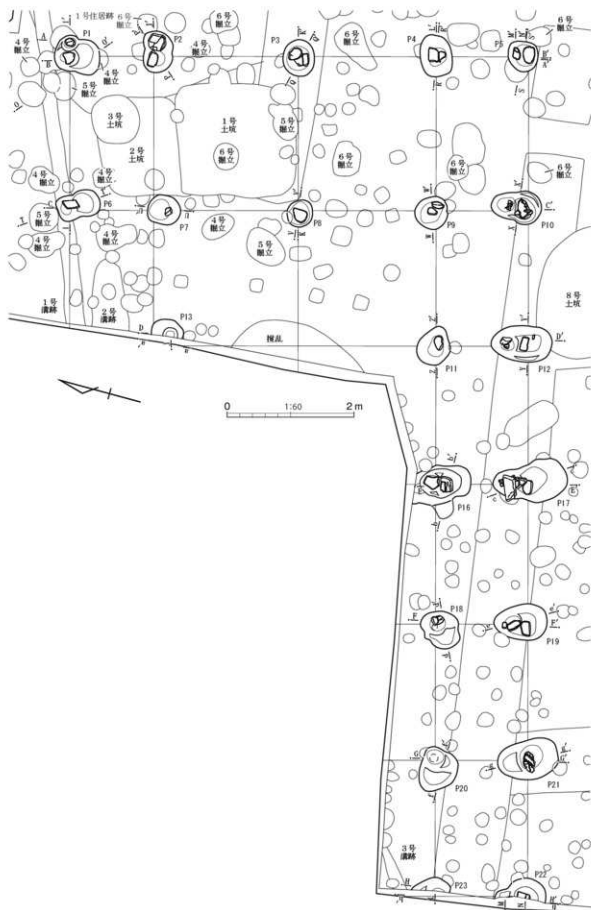 1号住居跡
6号
掘立
4号
掘立
P1
P2
4号
掘立
6号
掘立
P3
6号
掘立
P4
P5
6号
掘立
4号
掘立
5号
掘立
3号
土坑
2号
土坑
1号
土坑
5号
掘立
6号
掘立
6号
掘立
6号
掘立
6号
掘立
4号
掘立
4号
掘立
P6
P7
4号
掘立
5号
掘立
P8
P9
P10
5号
掘立
4号
掘立
4号
掘立
1号
溝跡
2号
溝跡
P13
撹乱
P11
P12
8号
土坑
0 1:60 2 m
P16
P17
P18
P19
P20
P21
3号
溝跡
P23
P22